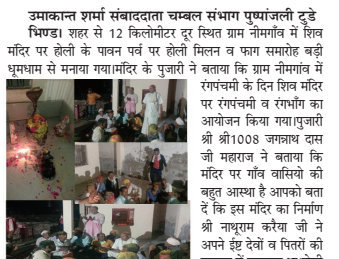 उमाकान्त शर्मा संबाददाता चम्बल संभाग पुष्पांजली टुडे
भिण्ड। शहर से 12 किलोमीटर दूर स्थित ग्राम नीमगाँव में शिव
मंदिर पर होली के पावन पर्व पर होली मिलन व फाग समारोह बड़ी
धूमधाम से मनाया गया।मंदिर के पुजारी ने बताया कि ग्राम नीमगांव में
रंगपंचमी के दिन शिव मंदिर
पर रंगपंचमी व रंगभाँग का
आयोजन किया गया।पुजारी
श्री श्री1008 जगन्नाथ दास
जी महाराज ने बताया कि
मंदिर पर गाँव वासियो की
बहुत आस्था है आपको बता
दें कि इस मंदिर का निर्माण
श्री नाथूराम करैया जी ने
अपने ईष्ट देवों व पितरों की